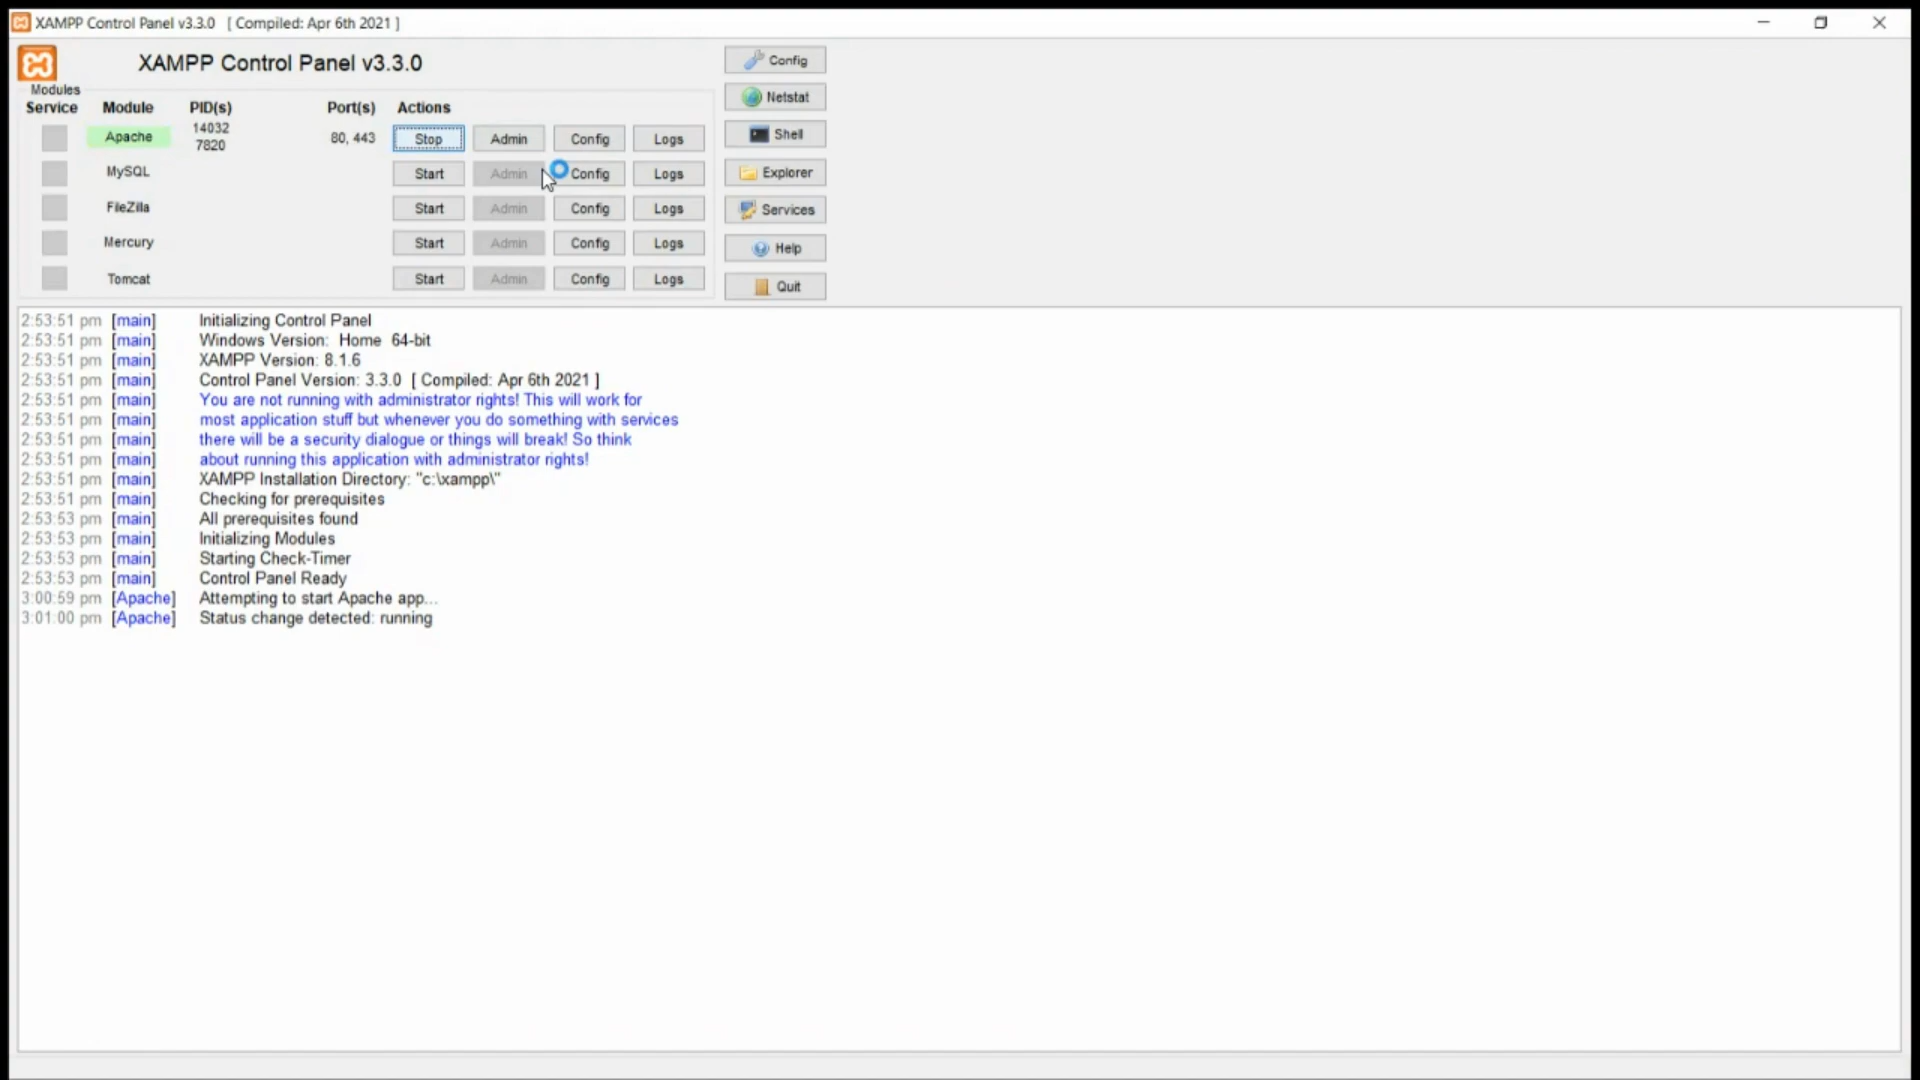 XAMPP Control Panel v3.3.0 [ Compiled: Apr 6th 2021 ]
XAMPP Control Panel v3.3.0
Config
Modules
Service Module PID(s) Port(s) Actions
Netstat
Apache 14032 7820 80, 443 Stop Admin Config Logs
Shell
MySQL Start Admin Config Logs
Explorer
FileZilla Start Admin Config Logs
Services
Mercury Start Admin Config Logs
Help
Tomcat Start Admin Config Logs
Quit
2:53:51 pm [main] Initializing Control Panel
2:53:51 pm [main] Windows Version: Home 64-bit
2:53:51 pm [main] XAMPP Version: 8.1.6
2:53:51 pm [main] Control Panel Version: 3.3.0 [ Compiled: Apr 6th 2021 ]
2:53:51 pm [main] You are not running with administrator rights! This will work for
2:53:51 pm [main] most application stuff but whenever you do something with services
2:53:51 pm [main] there will be a security dialogue or things will break! So think
2:53:51 pm [main] about running this application with administrator rights!
2:53:51 pm [main] XAMPP Installation Directory: "c:\xampp\"
2:53:51 pm [main] Checking for prerequisites
2:53:53 pm [main] All prerequisites found
2:53:53 pm [main] Initializing Modules
2:53:53 pm [main] Starting Check-Timer
2:53:53 pm [main] Control Panel Ready
3:00:59 pm [Apache] Attempting to start Apache app...
3:01:00 pm [Apache] Status change detected: running